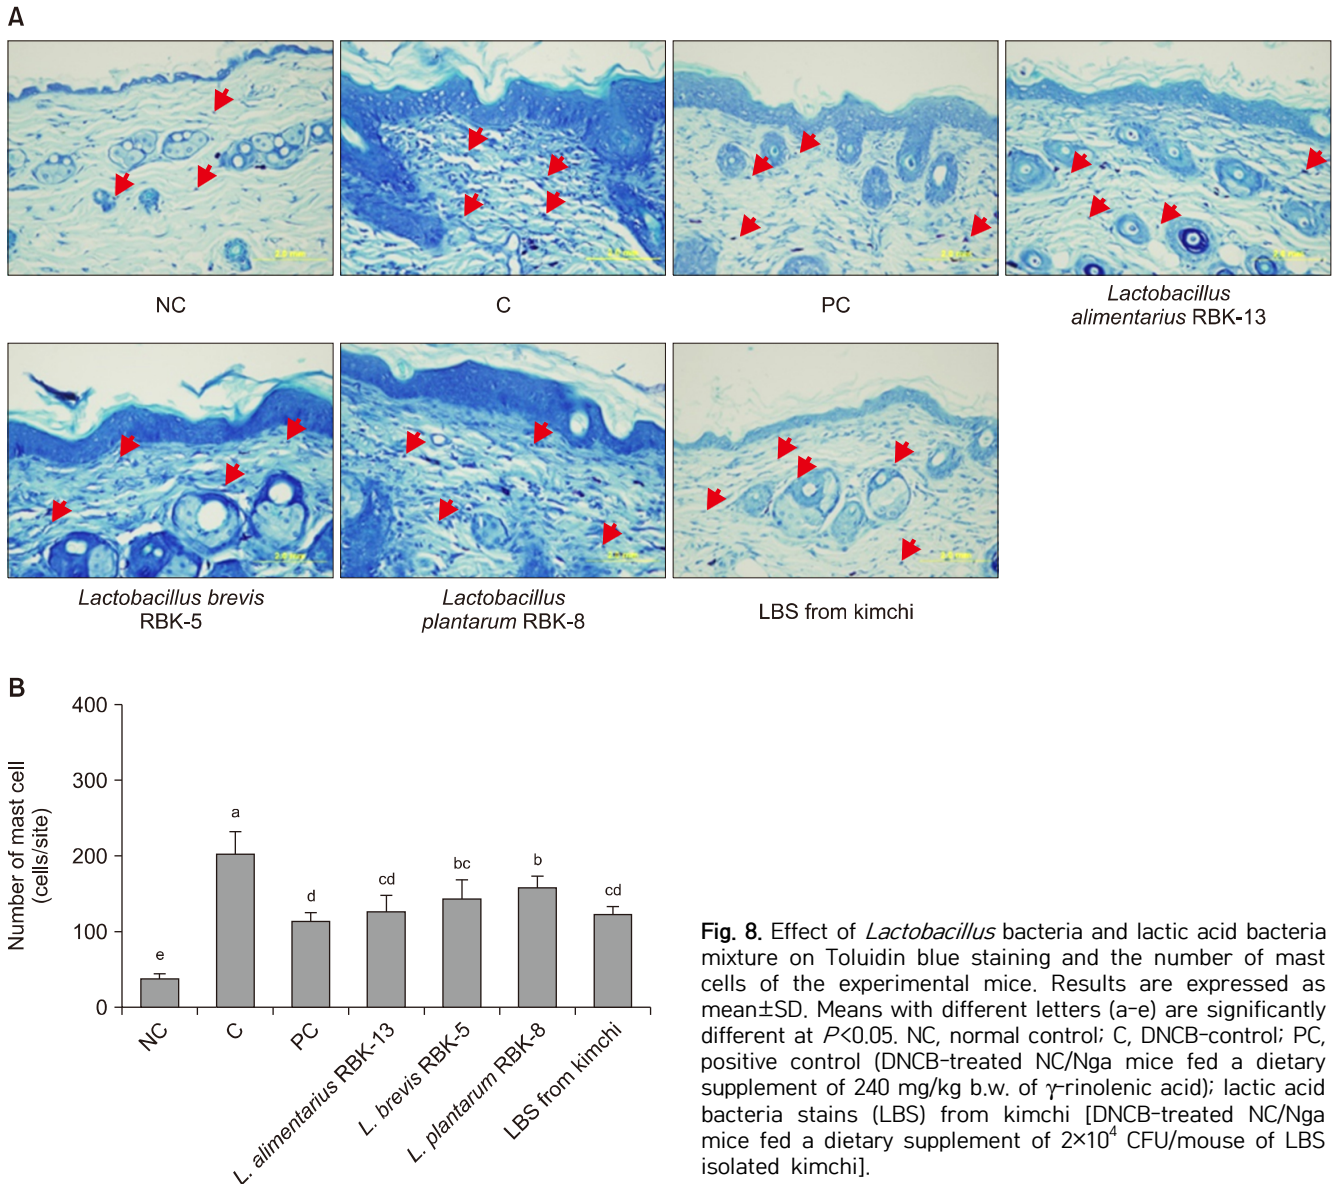 A
NC
C
PC
Lactobacillus
alimentarius RBK-13
Lactobacillus brevis
RBK-5
Lactobacillus
plantarum RBK-8
LBS from kimchi
B
Number of mast cell
(cells/site)
400
300
200
100
0
e
a
d
cd
bc
b
cd
NC
C
PC
L. alimentarius RBK-13
L. brevis RBK-5
L. plantarum RBK-8
LBS from kimchi
Fig. 8. Effect of Lactobacillus bacteria and lactic acid bacteria
mixture on Toluidin blue staining and the number of mast
cells of the experimental mice. Results are expressed as
mean±SD. Means with different letters (a-e) are significantly
different at P<0.05. NC, normal control; C, DNCB-control; PC,
positive control (DNCB-treated NC/Nga mice fed a dietary
supplement of 240 mg/kg b.w. of γ-rinolenic acid); lactic acid
bacteria stains (LBS) from kimchi [DNCB-treated NC/Nga
mice fed a dietary supplement of 2×10⁴ CFU/mouse of LBS
isolated kimchi].